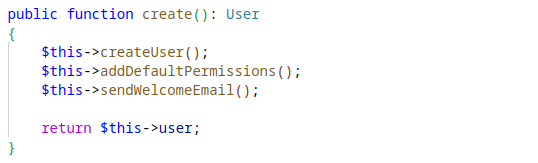 public function create(): User
{
    $this->createUser();
    $this->addDefaultPermissions();
    $this->sendWelcomeEmail();

    return $this->user;
}